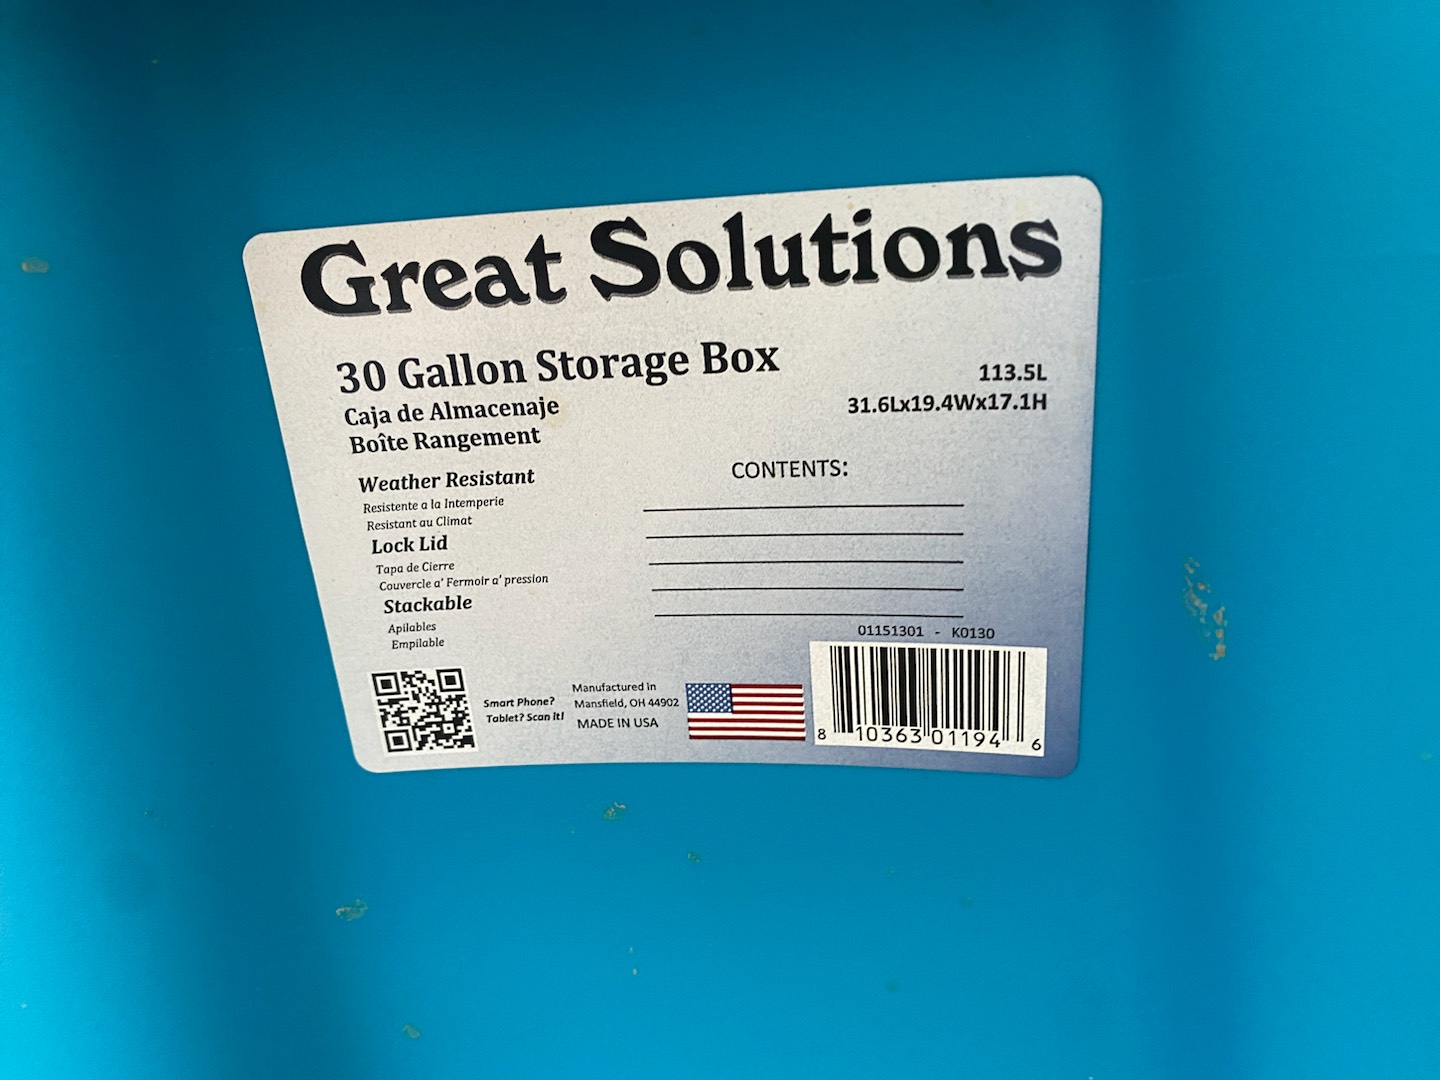 Great Solutions
30 Gallon Storage Box
Caja de Almacenaje
Boîte Rangement
113.5L
31.6Lx19.4Wx17.1H
Weather Resistant
Resistente a la Intemperie
Resistant au Climat
Lock Lid
Tapa de Cierre
Couvercle a' Fermoir a' pression
Stackable
Apilables
Empilable
CONTENTS:
Smart Phone?
Tablet? Scan it!
Manufactured in
Mansfield, OH 44902
MADE IN USA
01151301 - K0130
8 10363 01194 6